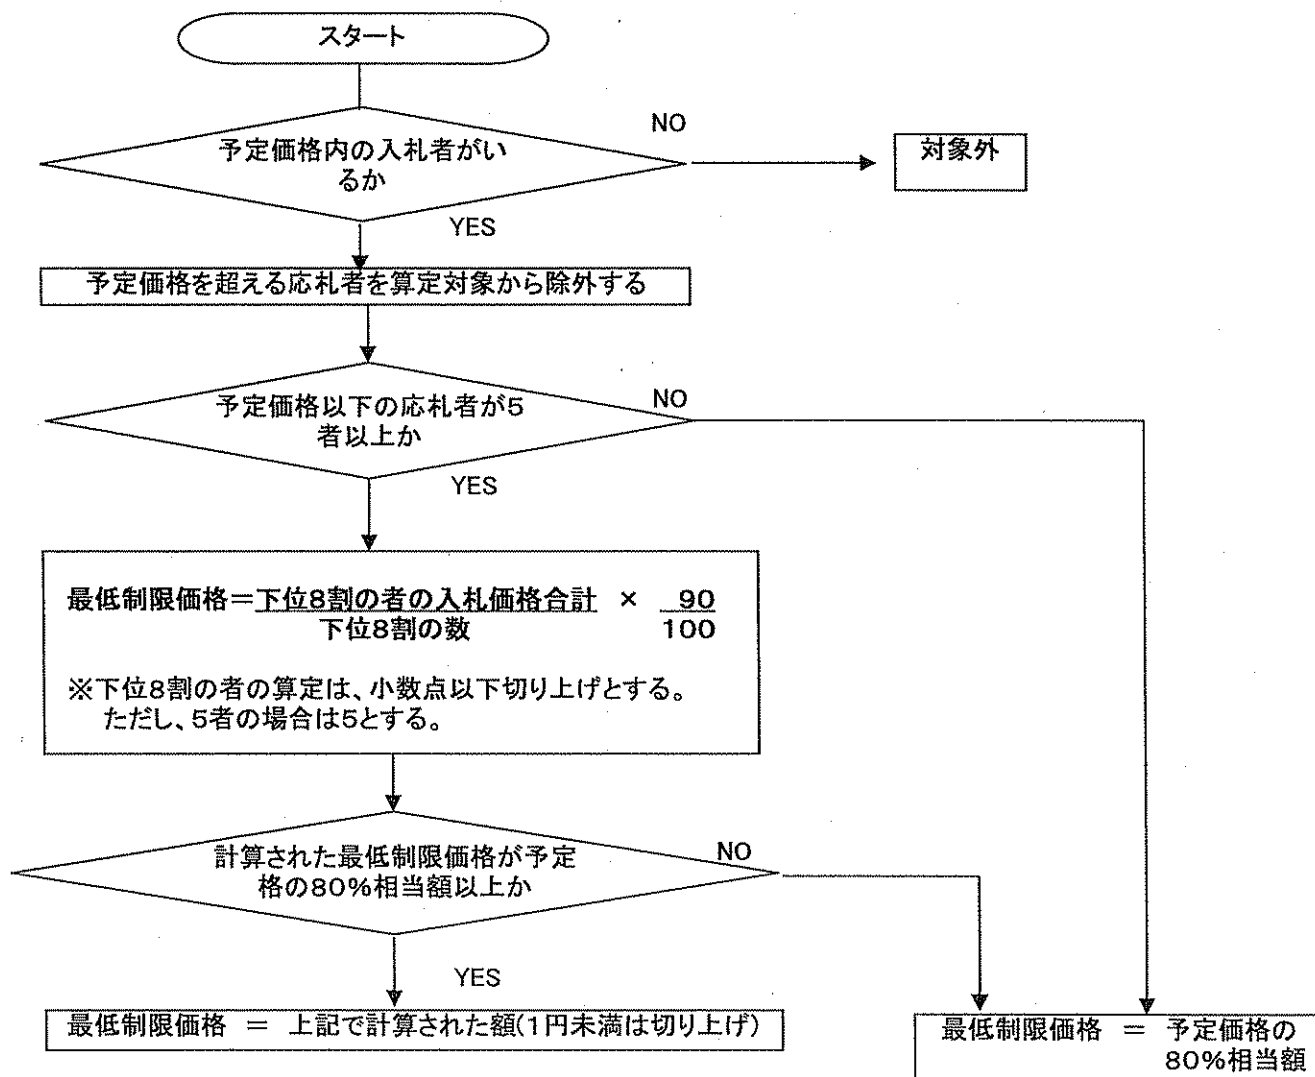 スタート
NO
予定価格内の入札者がい
るか
対象外
YES
予定価格を超える応札者を算定対象から除外する
NO
予定価格以下の応札者が5
者以上か
YES
最低制限価格=下位8割の者の入札価格合計 × 90
下位8割の数 100
※下位8割の者の算定は、小数点以下切り上げとする。
ただし、5者の場合は5とする。
NO
計算された最低制限価格が予定
格の80%相当額以上か
YES
最低制限価格 = 上記で計算された額(1円未満は切り上げ)
最低制限価格 = 予定価格の
80%相当額